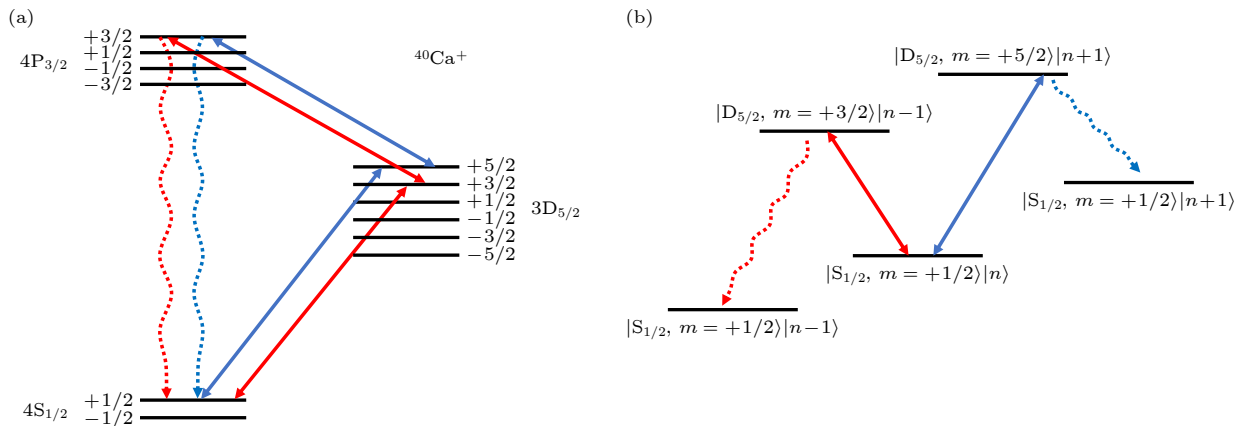 (a)
+3/2
+1/2
−1/2
−3/2
4P₃/₂
⁴⁰Ca⁺
+5/2
+3/2
+1/2
−1/2
−3/2
−5/2
3D₅/₂
+1/2
−1/2
4S₁/₂
(b)
|D₅/₂, m = +5/2⟩|n+1⟩
|D₅/₂, m = +3/2⟩|n−1⟩
|S₁/₂, m = +1/2⟩|n+1⟩
|S₁/₂, m = +1/2⟩|n⟩
|S₁/₂, m = +1/2⟩|n−1⟩